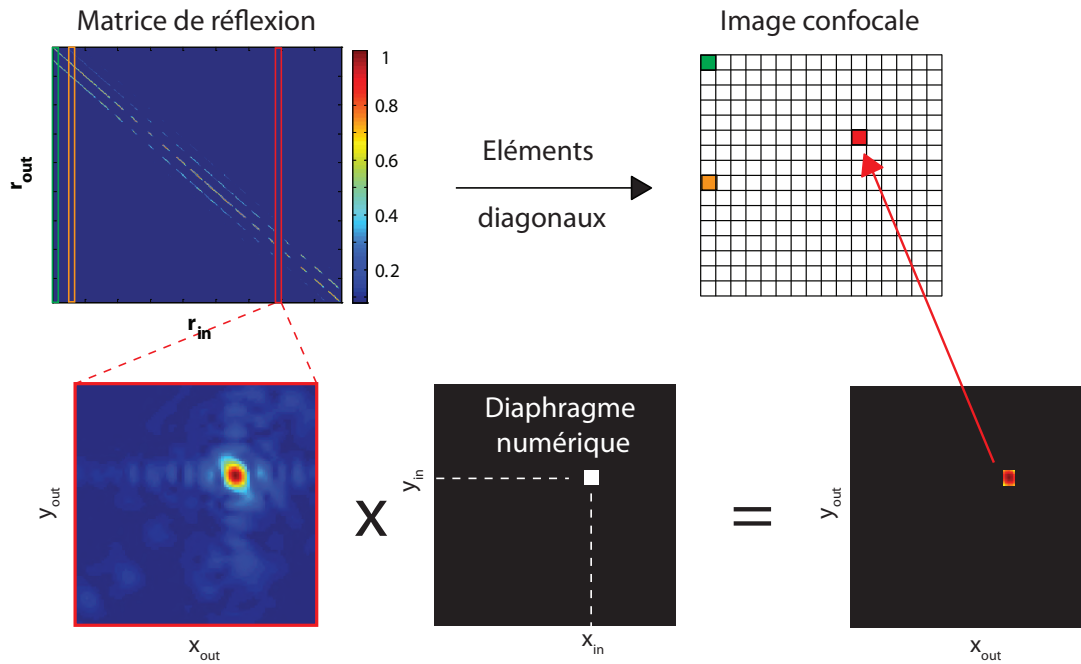 Matrice de réflexion
Image confocale
1
0.8
0.6
0.4
0.2
r_out
r_in
Eléments
diagonaux
Diaphragme
numérique
y_out
x_out
X
y_in
x_in
=
y_out
x_out